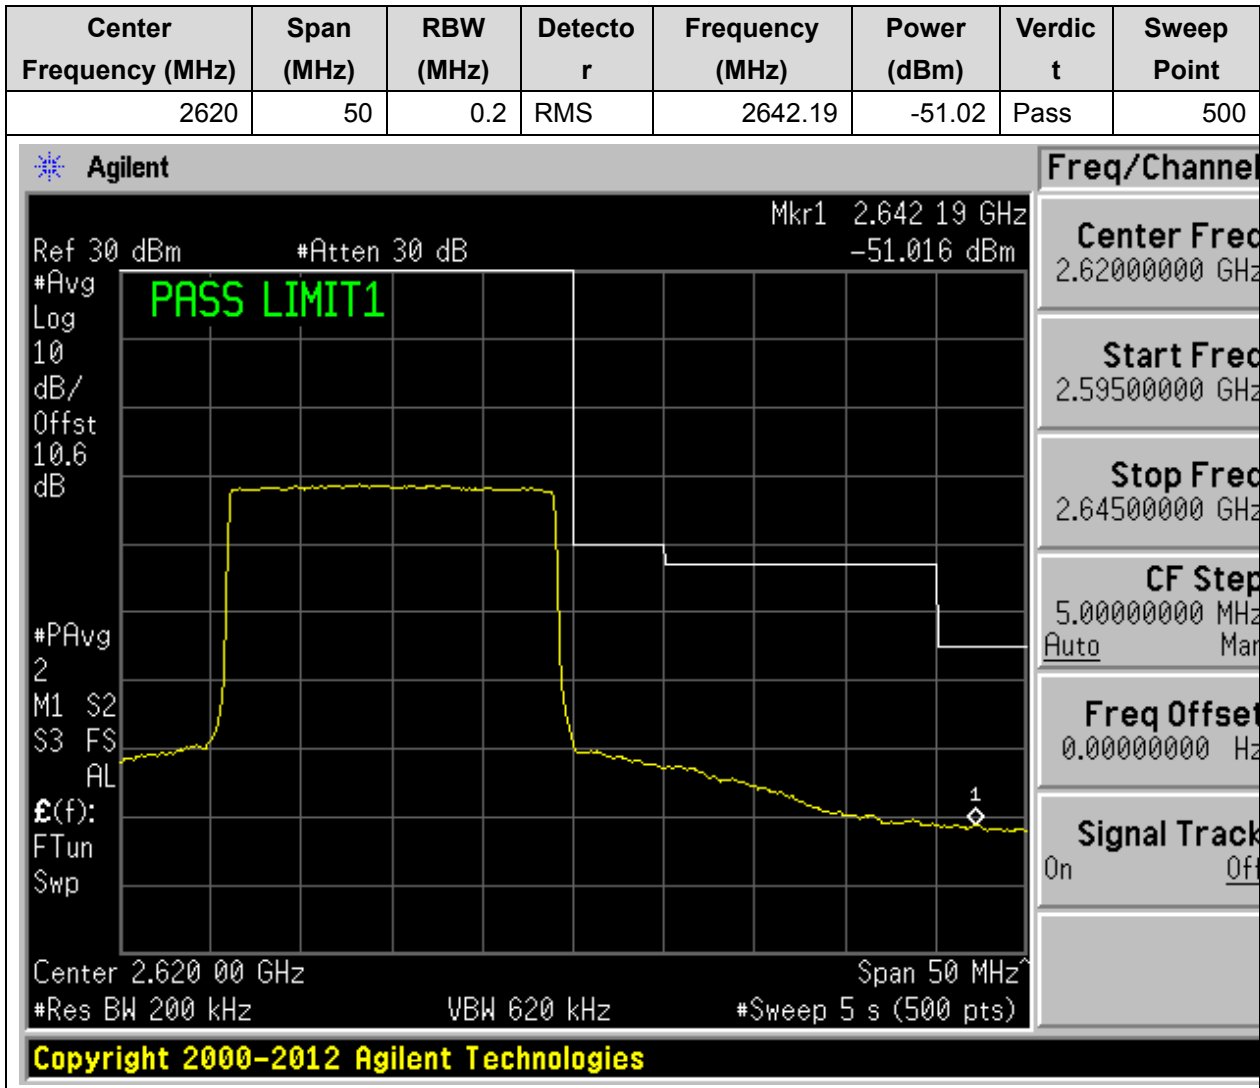 Center Frequency (MHz) Span (MHz) RBW (MHz) Detector Frequency (MHz) Power (dBm) Verdict Sweep Point
2620 50 0.2 RMS 2642.19 -51.02 Pass 500
Agilent
Freq/Channel
Mkr1 2.642 19 GHz
Ref 30 dBm #Atten 30 dB -51.016 dBm
#Avg
Log
10
dB/
Offst
10.6
dB
#PAvg
2
M1 S2
S3 FS
AL
£(f):
FTun
Swp
PASS LIMIT1
1
Center 2.620 00 GHz Span 50 MHz^
#Res BW 200 kHz VBW 620 kHz #Sweep 5 s (500 pts)
Center Freq
2.62000000 GHz
Start Freq
2.59500000 GHz
Stop Freq
2.64500000 GHz
CF Step
5.00000000 MHz
Auto Man
Freq Offset
0.00000000 Hz
Signal Track
On Off
Copyright 2000-2012 Agilent Technologies